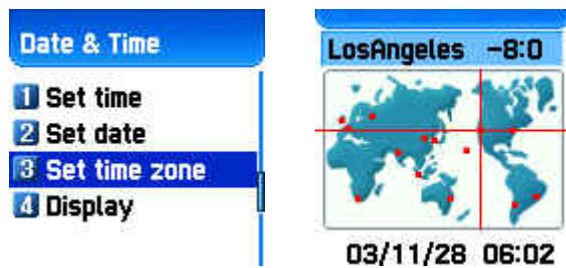 Date & Time
1 Set time
2 Set date
3 Set time zone
4 Display
LosAngeles -8:0
03/11/28 06:02